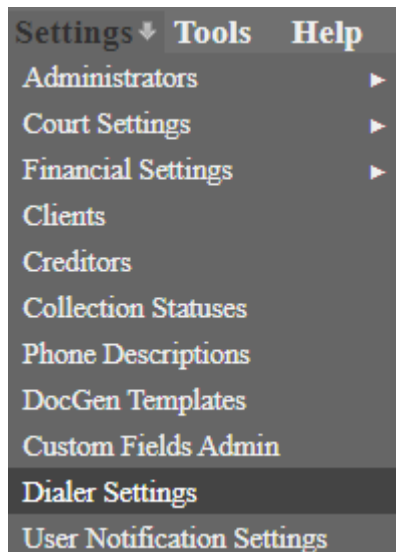 Settings Tools Help
Administrators
Court Settings
Financial Settings
Clients
Creditors
Collection Statuses
Phone Descriptions
DocGen Templates
Custom Fields Admin
Dialer Settings
User Notification Settings